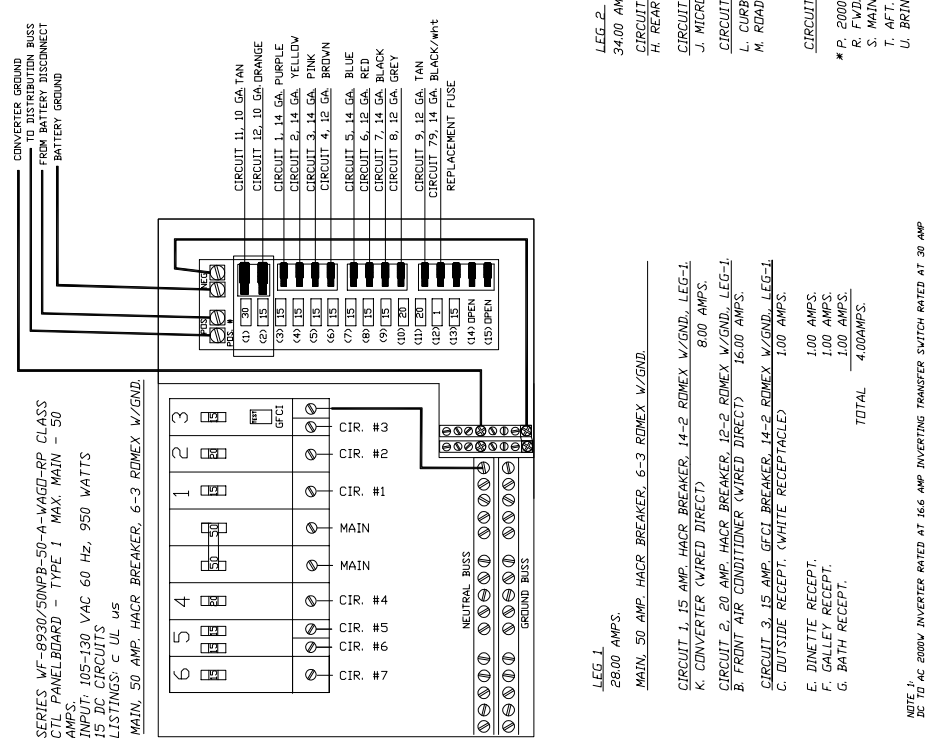 CONVERTER GROUND
TO DISTRIBUTION BUSS
FROM BATTERY DISCONNECT
BATTERY GROUND
SERIES WF-8930/50NPB-50-A-WAGO-RP CLASS
CTL PANELBOARD - TYPE 1 MAX. MAIN - 50
AMPS.
INPUT: 105-130 VAC 60 Hz, 950 WATTS
15 DC CIRCUITS
LISTINGS: c UL us
MAIN, 50 AMP. HACR BREAKER, 6-3 ROMEX W/GND.
POS
NEG
POS. #
(1) 30
(2) 15
(3) 15
(4) 15
(5) 15
(6) 15
(7) 15
(8) 15
(9) 15
(10) 20
(11) 20
(12) 1
(13) 15
(14) OPEN
(15) OPEN
CIRCUIT 11, 10 GA. TAN
CIRCUIT 12, 10 GA. ORANGE
CIRCUIT 1, 14 GA. PURPLE
CIRCUIT 2, 14 GA. YELLOW
CIRCUIT 3, 14 GA. PINK
CIRCUIT 4, 12 GA. BROWN
CIRCUIT 5, 14 GA. BLUE
CIRCUIT 6, 12 GA. RED
CIRCUIT 7, 14 GA. BLACK
CIRCUIT 8, 12 GA. GREY
CIRCUIT 9, 12 GA. TAN
CIRCUIT 79, 14 GA. BLACK/wht
REPLACEMENT FUSE
3
15
TEST
GFCI
CIR. #3
2
20
CIR. #2
1
15
CIR. #1
50
MAIN
50
MAIN
4
20
CIR. #4
5
15
CIR. #5
15
CIR. #6
6
15
CIR. #7
NEUTRAL BUSS
GROUND BUSS
LEG 1
28.00 AMPS.
MAIN, 50 AMP. HACR BREAKER, 6-3 ROMEX W/GND.
CIRCUIT 1, 15 AMP. HACR BREAKER, 14-2 ROMEX W/GND., LEG-1.
K. CONVERTER (WIRED DIRECT) 8.00 AMPS.
CIRCUIT 2, 20 AMP. HACR BREAKER, 12-2 ROMEX W/GND., LEG-1.
B. FRONT AIR CONDITIONER (WIRED DIRECT) 16.00 AMPS.
CIRCUIT 3, 15 AMP. GFCI BREAKER, 14-2 ROMEX W/GND., LEG-1.
C. OUTSIDE RECEPT. (WHITE RECEPTACLE) 1.00 AMPS.
E. DINETTE RECEPT. 1.00 AMPS.
F. GALLEY RECEPT. 1.00 AMPS.
G. BATH RECEPT. 1.00 AMPS.
TOTAL 4.00AMPS.
NOTE 1:
DC TO AC 2000W INVERTER RATED AT 16.6 AMP INVERTING TRANSFER SWITCH RATED AT 30 AMP
LEG 2
34.00 AM
CIRCUIT
H. REAR
CIRCUIT
J. MICRO
CIRCUIT
L. CURB
M. ROAD
CIRCUIT
* P. 2000
R. FWD.
S. MAIN
T. AFT.
U. BRIN